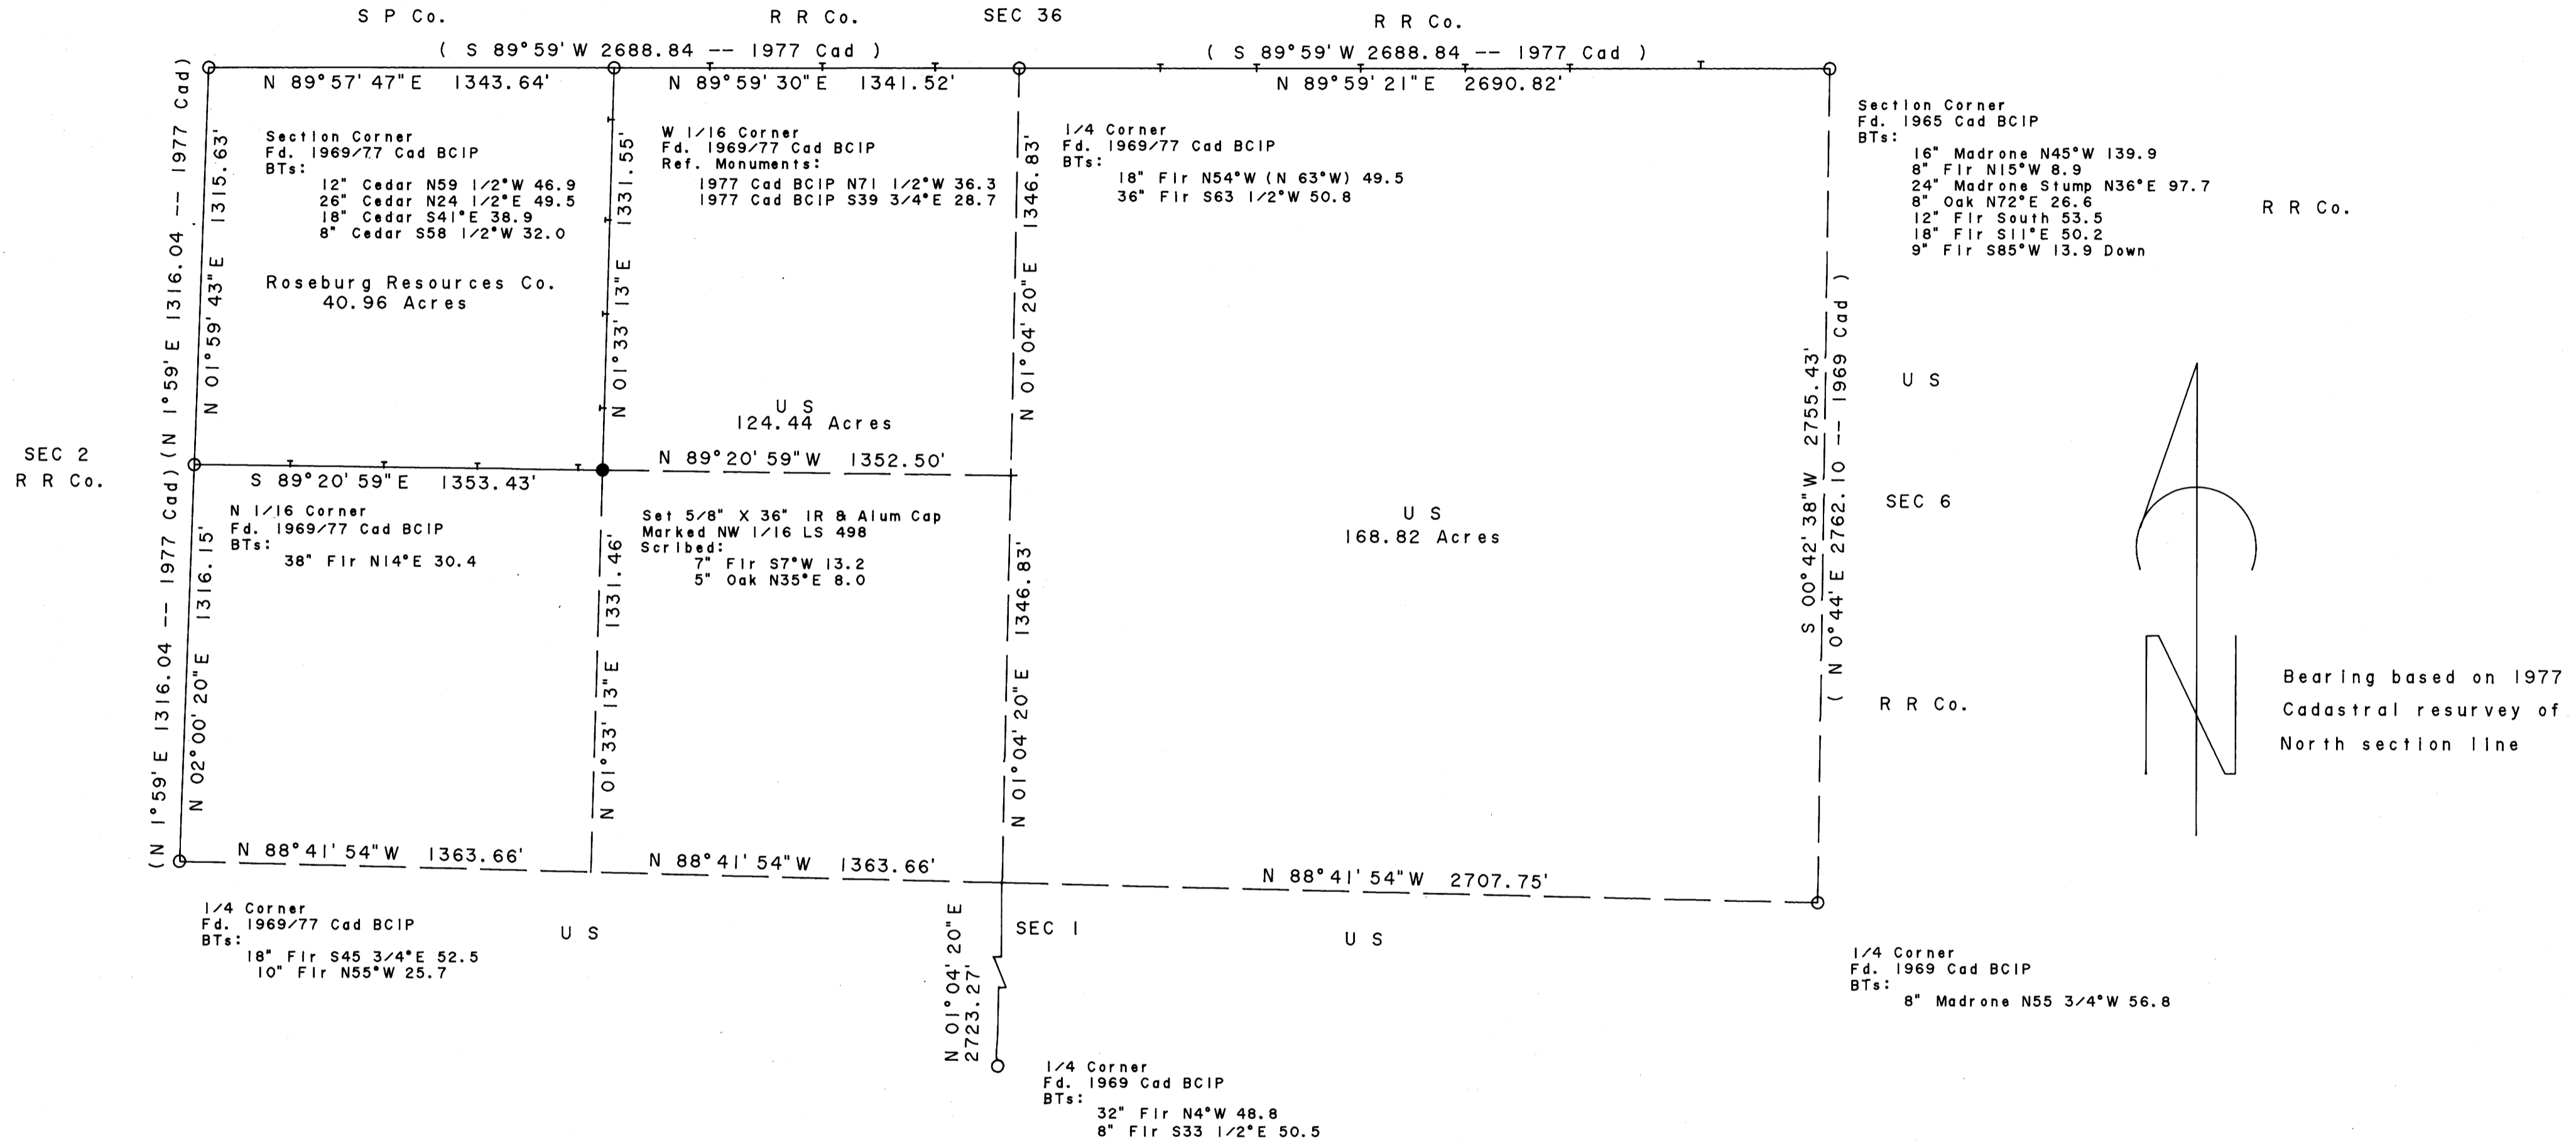 S P Co.
R R Co.
SEC 36
R R Co.
( S 89°59'W 2688.84 -- 1977 Cad )
( S 89°59'W 2688.84 -- 1977 Cad )
N 89°57'47"E 1343.64'
N 89°59'30"E 1341.52'
N 89°59'21"E 2690.82'
(N 1°59'E 1316.04 -- 1977 Cad)
N 01°59'43"E 1315.63'
Section Corner
Fd. 1969/77 Cad BCIP
BTs:
12" Cedar N59 1/2°W 46.9
26" Cedar N24 1/2°E 49.5
18" Cedar S41°E 38.9
8" Cedar S58 1/2°W 32.0
Roseburg Resources Co.
40.96 Acres
N 01°33'13"E 1331.55'
W 1/16 Corner
Fd. 1969/77 Cad BCIP
Ref. Monuments:
1977 Cad BCIP N71 1/2°W 36.3
1977 Cad BCIP S39 3/4°E 28.7
U S
124.44 Acres
N 01°04'20"E 1346.83'
1/4 Corner
Fd. 1969/77 Cad BCIP
BTs:
18" Fir N54°W (N 63°W) 49.5
36" Fir S63 1/2°W 50.8
Section Corner
Fd. 1965 Cad BCIP
BTs:
16" Madrone N45°W 139.9
8" Fir N15°W 8.9
24" Madrone Stump N36°E 97.7
8" Oak N72°E 26.6
12" Fir South 53.5
18" Fir S11°E 50.2
9" Fir S85°W 13.9 Down
R R Co.
U S
SEC 2
R R Co.
S 89°20'59"E 1353.43'
N 89°20'59"W 1352.50'
N 1/16 Corner
Fd. 1969/77 Cad BCIP
BTs:
38" Fir N14°E 30.4
Set 5/8" X 36" IR & Alum Cap
Marked NW 1/16 LS 498
Scribed:
7" Fir S7°W 13.2
5" Oak N35°E 8.0
U S
168.82 Acres
S 00°42'38"W 2755.43'
( N 0°44'E 2762.10 -- 1969 Cad )
SEC 6
R R Co.
(N 1°59'E 1316.04 -- 1977 Cad)
N 02°00'20"E 1316.15'
N 01°33'13"E 1331.46'
N 01°04'20"E 1346.83'
N
Bearing based on 1977
Cadastral resurvey of
North section line
N 88°41'54"W 1363.66'
N 88°41'54"W 1363.66'
N 88°41'54"W 2707.75'
1/4 Corner
Fd. 1969/77 Cad BCIP
BTs:
18" Fir S45 3/4°E 52.5
10" Fir N55°W 25.7
U S
N 01°04'20"E
2723.27'
SEC 1
U S
1/4 Corner
Fd. 1969 Cad BCIP
BTs:
8" Madrone N55 3/4°W 56.8
1/4 Corner
Fd. 1969 Cad BCIP
BTs:
32" Fir N4°W 48.8
8" Fir S33 1/2°E 50.5